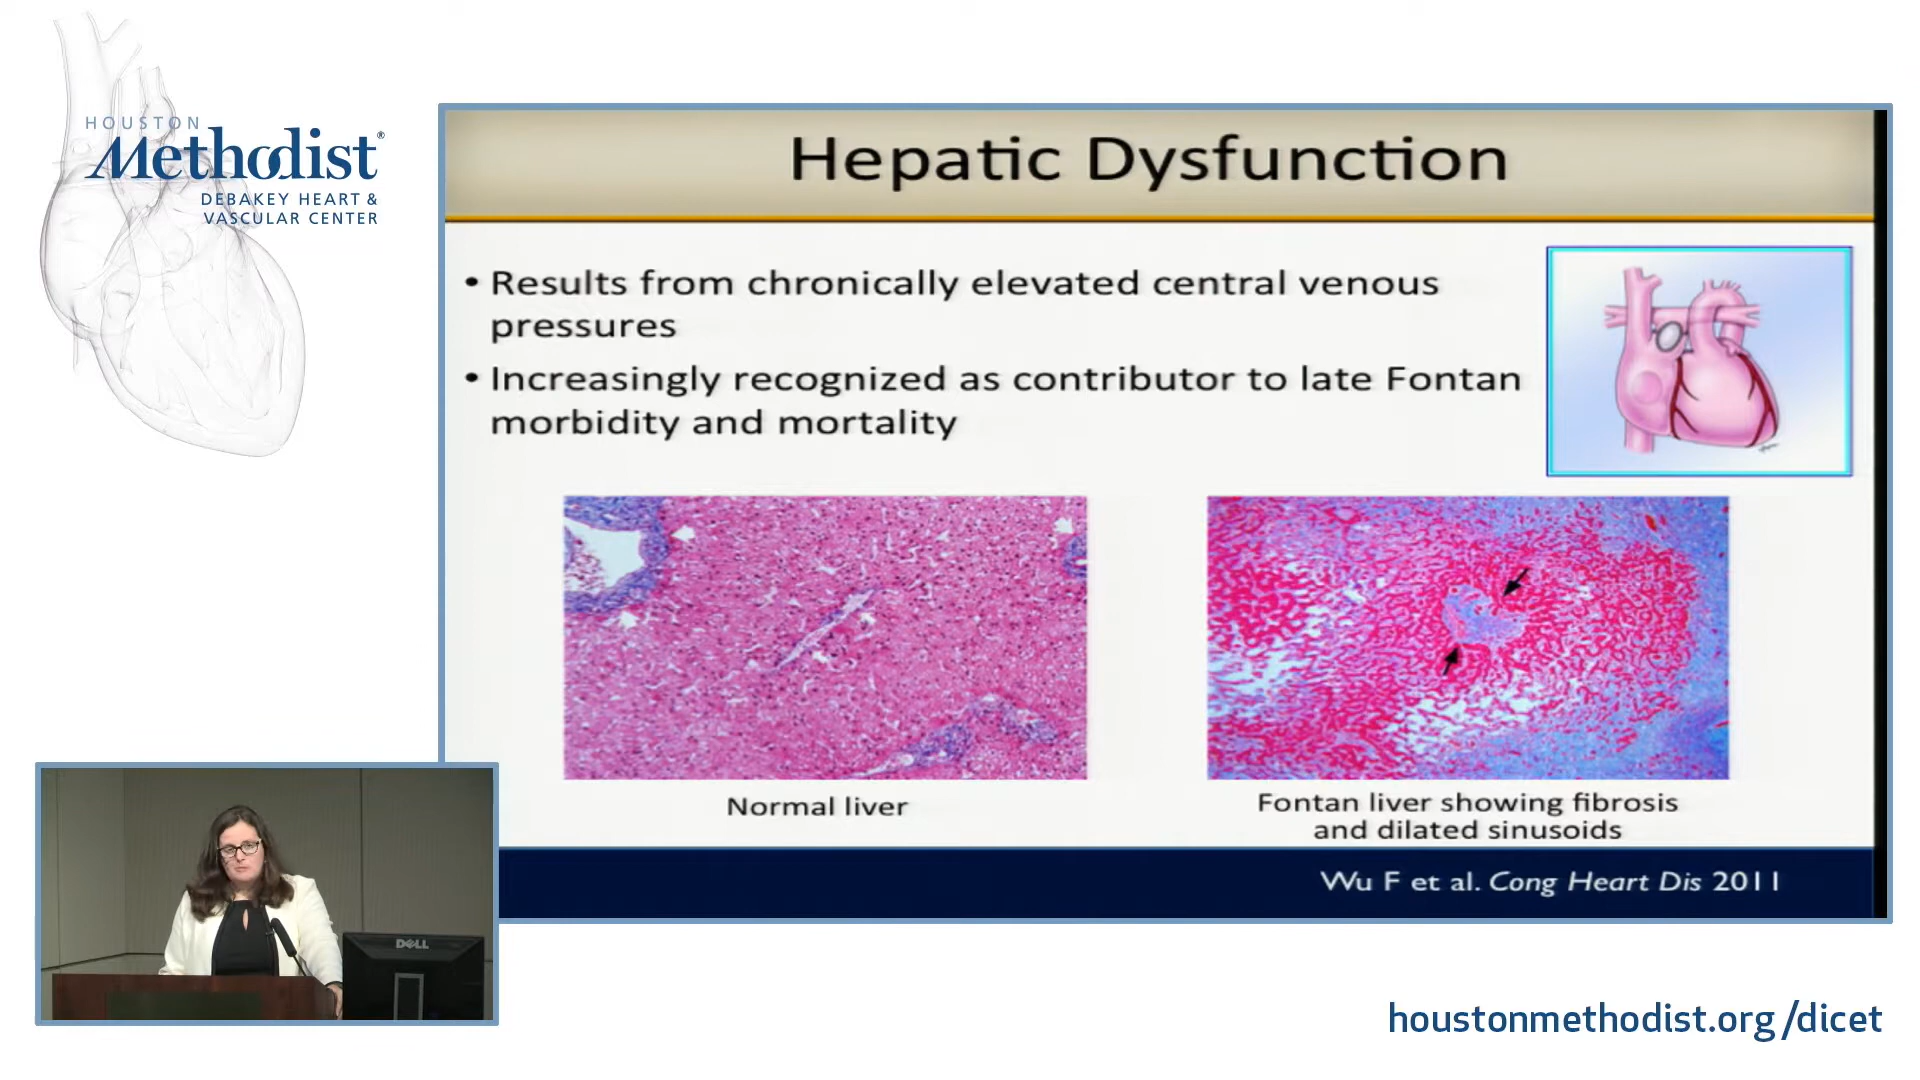 HOUSTON
Methodist®
DEBAKEY HEART &
VASCULAR CENTER
Hepatic Dysfunction
• Results from chronically elevated central venous
pressures
• Increasingly recognized as contributor to late Fontan
morbidity and mortality
Normal liver
Fontan liver showing fibrosis
and dilated sinusoids
Wu F et al. Cong Heart Dis 2011
DELL
houstonmethodist.org/dicet